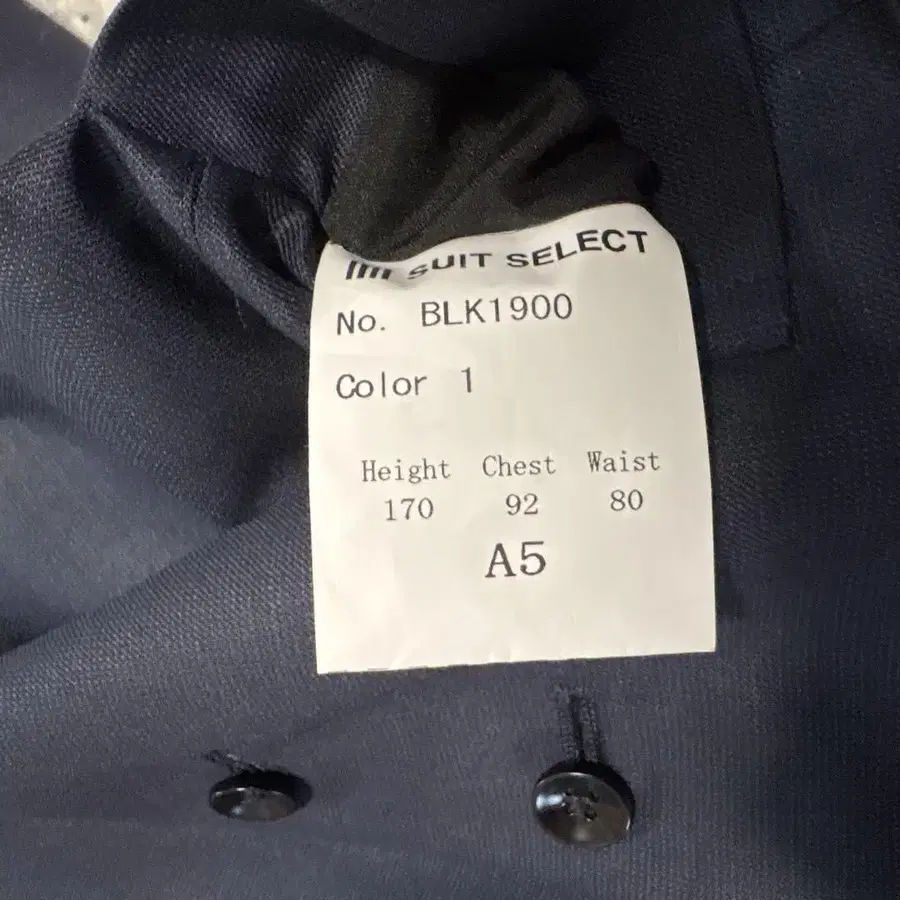 SUIT SELECT
No. BLK1900
Color 1
Height Chest Waist
170 92 80
A5